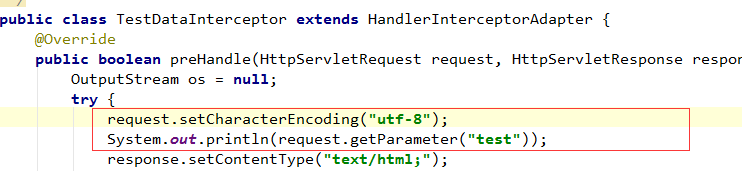 public class TestDataInterceptor extends HandlerInterceptorAdapter {
@Override
public boolean preHandle(HttpServletRequest request, HttpServletResponse respon
OutputStream os = null;
try {
request.setCharacterEncoding("utf-8");
System.out.println(request.getParameter("test"));
response.setContentType("text/html;");